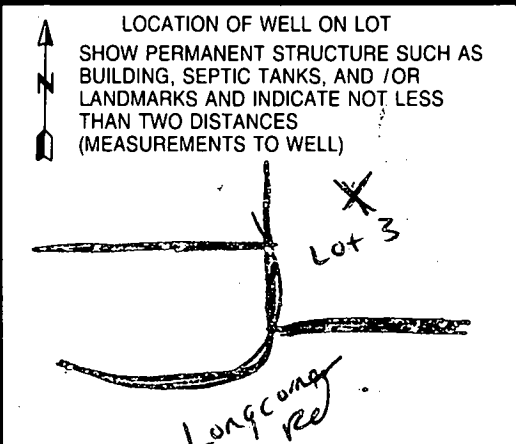 LOCATION OF WELL ON LOT
SHOW PERMANENT STRUCTURE SUCH AS
BUILDING, SEPTIC TANKS, AND / OR
LANDMARKS AND INDICATE NOT LESS
THAN TWO DISTANCES
(MEASUREMENTS TO WELL)
N
X
Lot 3
Rd